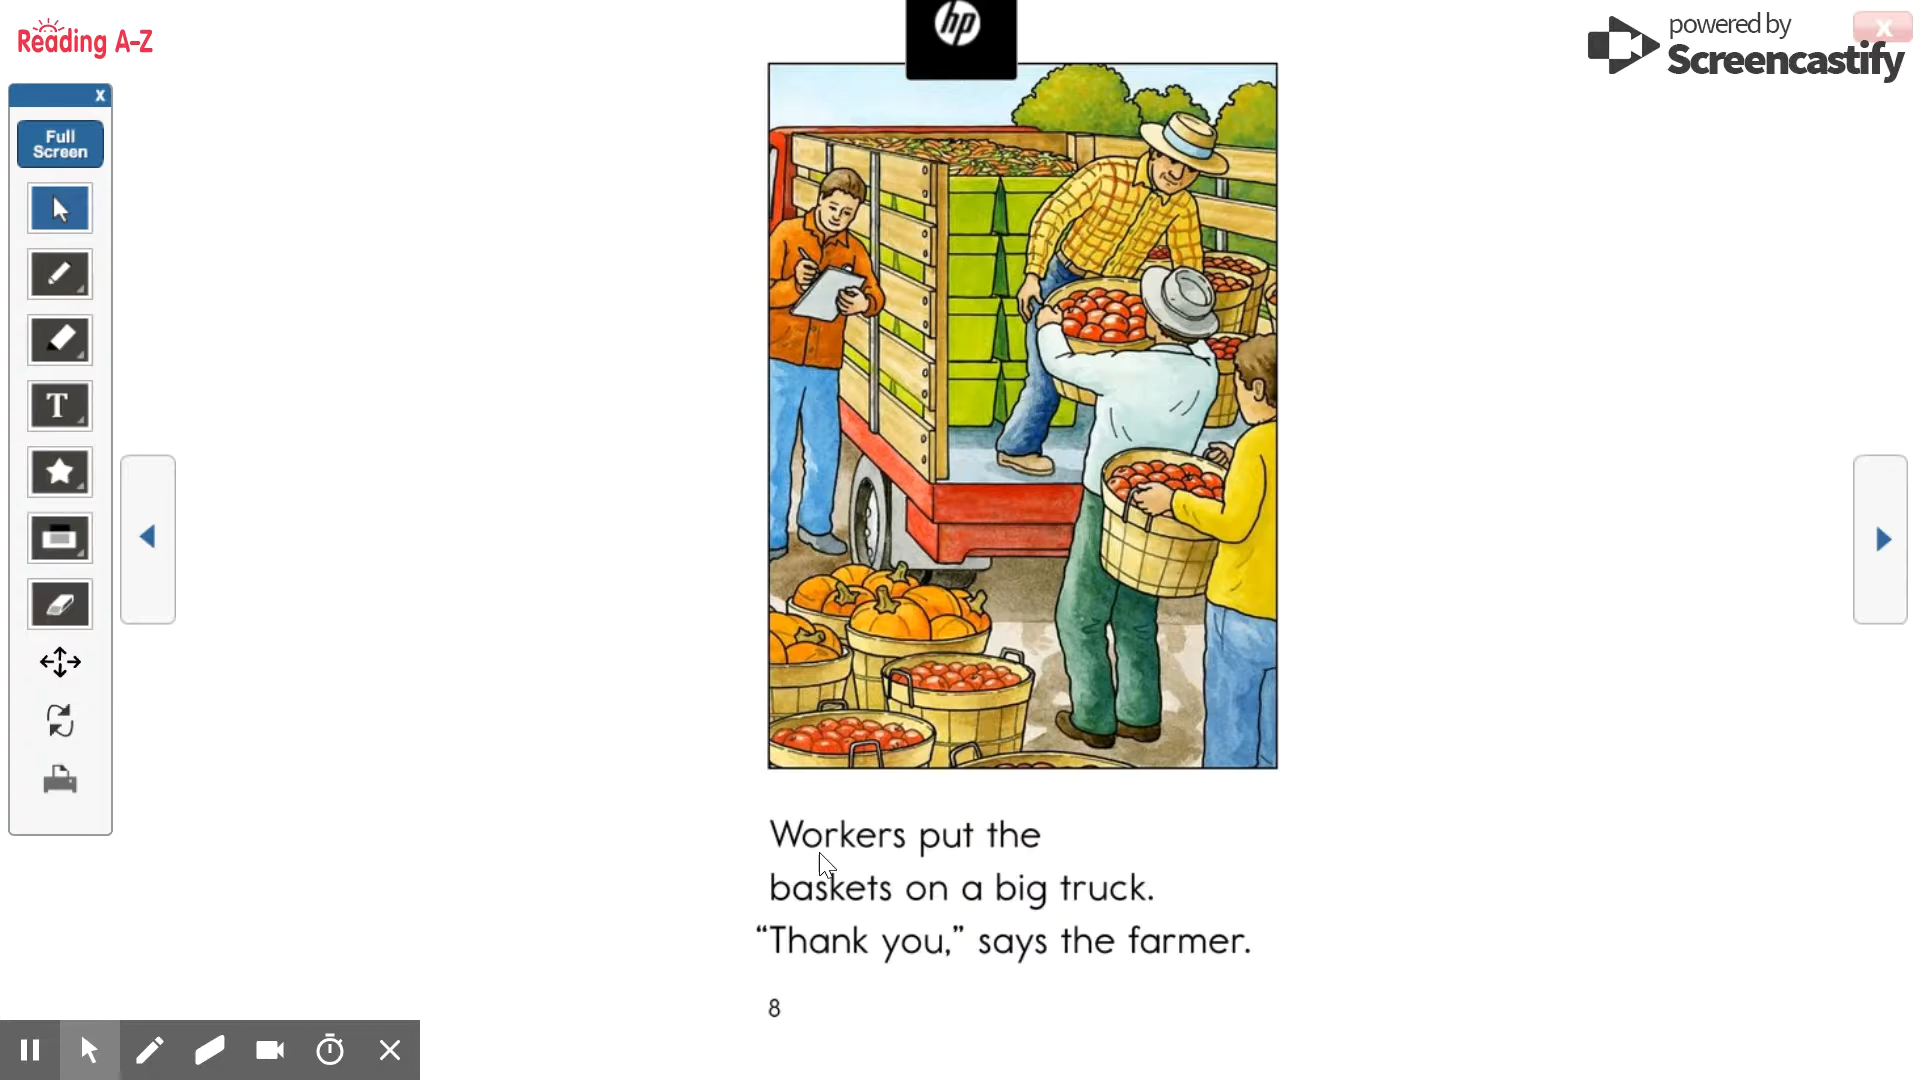 Reading A-Z
hp
powered by
Screencastify
X
x
Full
Screen
T
Workers put the
baskets on a big truck.
“Thank you,” says the farmer.
8